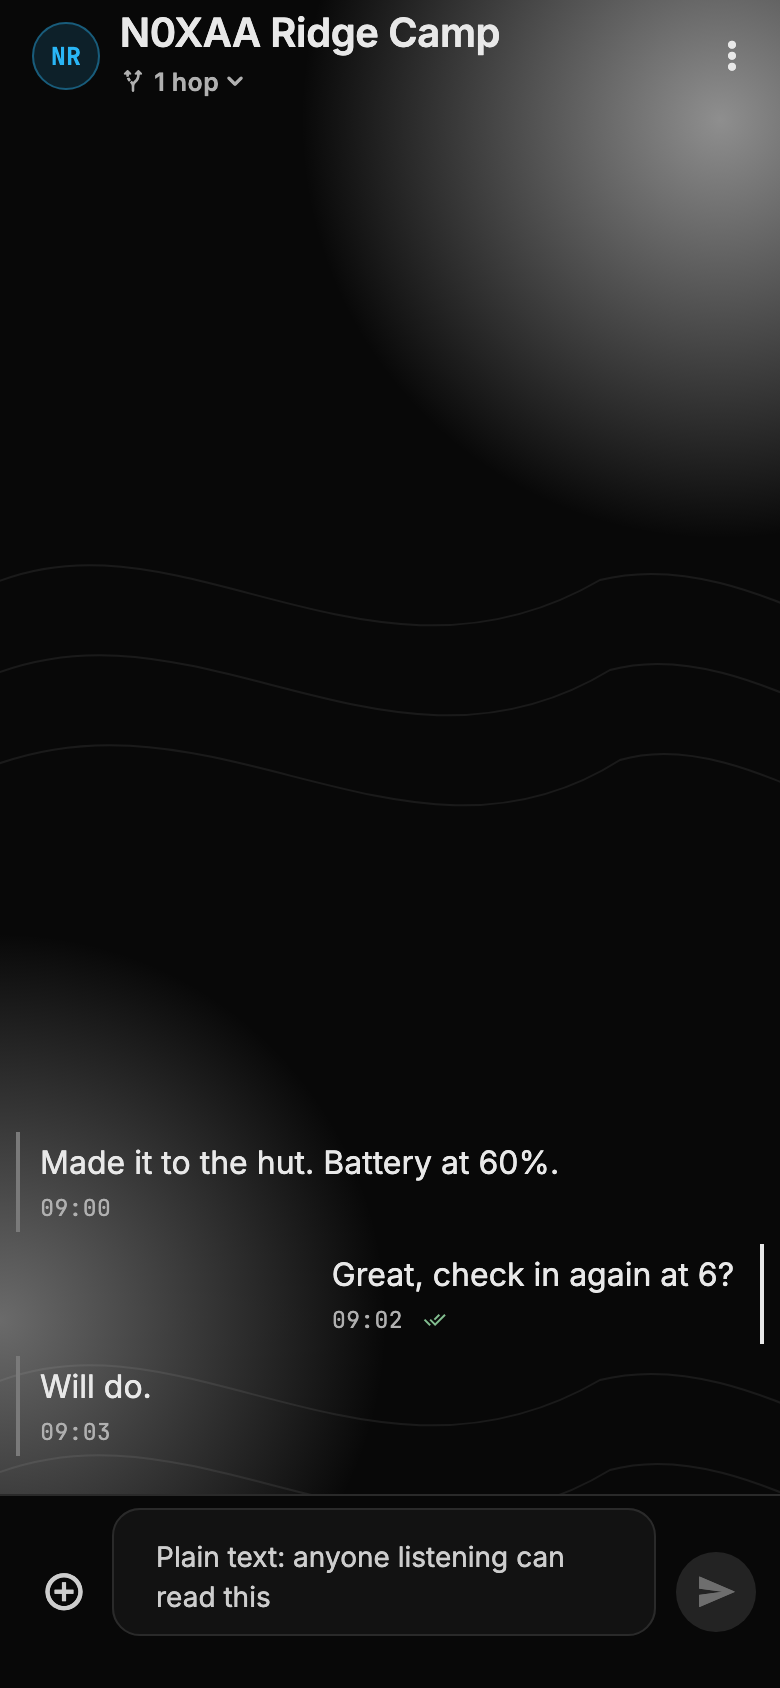 N0XAA Ridge Camp
NR
1 hop
Made it to the hut. Battery at 60%.
09:00
Great, check in again at 6?
09:02
Will do.
09:03
Plain text: anyone listening can
read this